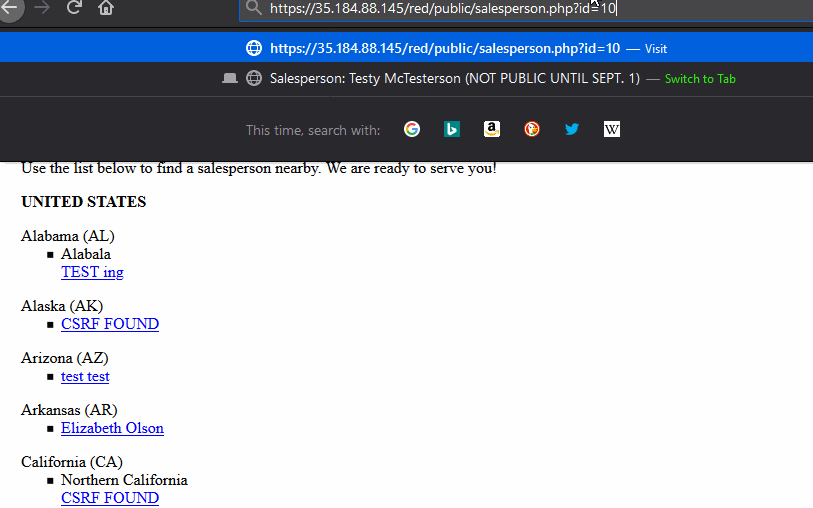 https://35.184.88.145/red/public/salesperson.php?id=10
https://35.184.88.145/red/public/salesperson.php?id=10 — Visit
Salesperson: Testy McTesterson (NOT PUBLIC UNTIL SEPT. 1) — Switch to Tab
This time, search with:
Use the list below to find a salesperson nearby. We are ready to serve you!
UNITED STATES
Alabama (AL)
Alabala
TEST ing
Alaska (AK)
CSRF FOUND
Arizona (AZ)
test test
Arkansas (AR)
Elizabeth Olson
California (CA)
Northern California
CSRF FOUND